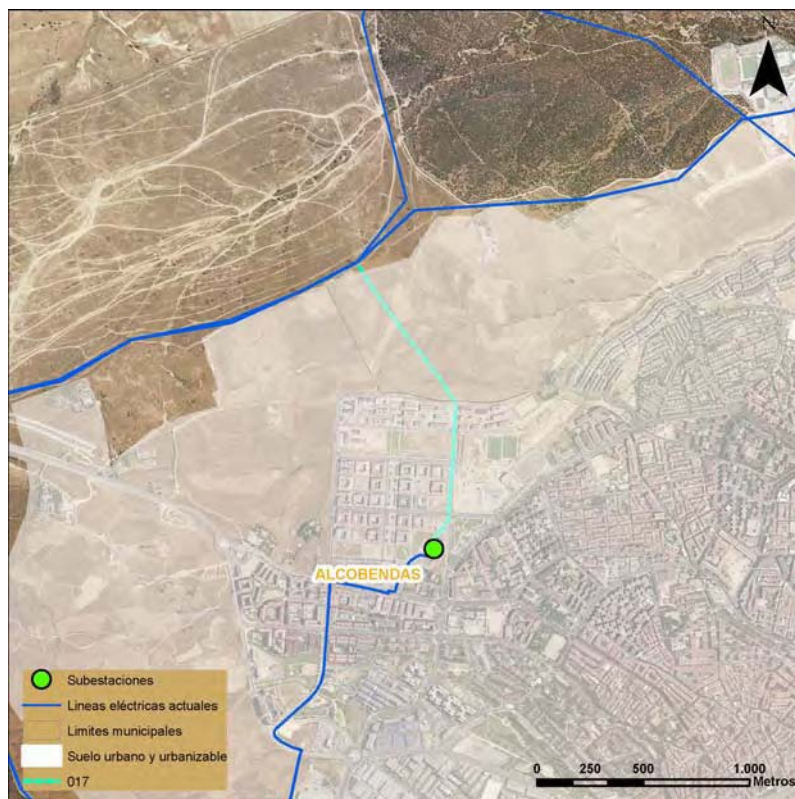 N
ALCOBENDAS
Subestaciones
Lineas eléctricas actuales
Limites municipales
Suelo urbano y urbanizable
017
0 250 500 1.000
Metros